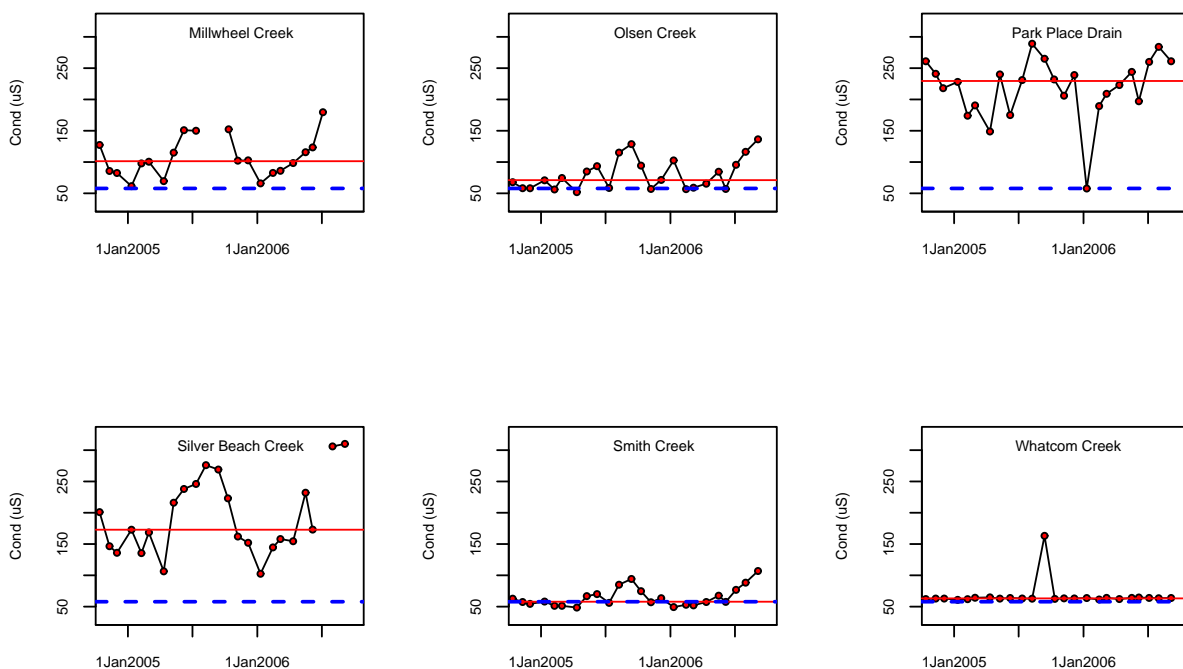 Millwheel Creek
Cond (uS)
250
150
50
1Jan2005
1Jan2006
Olsen Creek
Cond (uS)
250
150
50
1Jan2005
1Jan2006
Park Place Drain
Cond (uS)
250
150
50
1Jan2005
1Jan2006
Silver Beach Creek
Cond (uS)
250
150
50
1Jan2005
1Jan2006
Smith Creek
Cond (uS)
250
150
50
1Jan2005
1Jan2006
Whatcom Creek
Cond (uS)
250
150
50
1Jan2005
1Jan2006